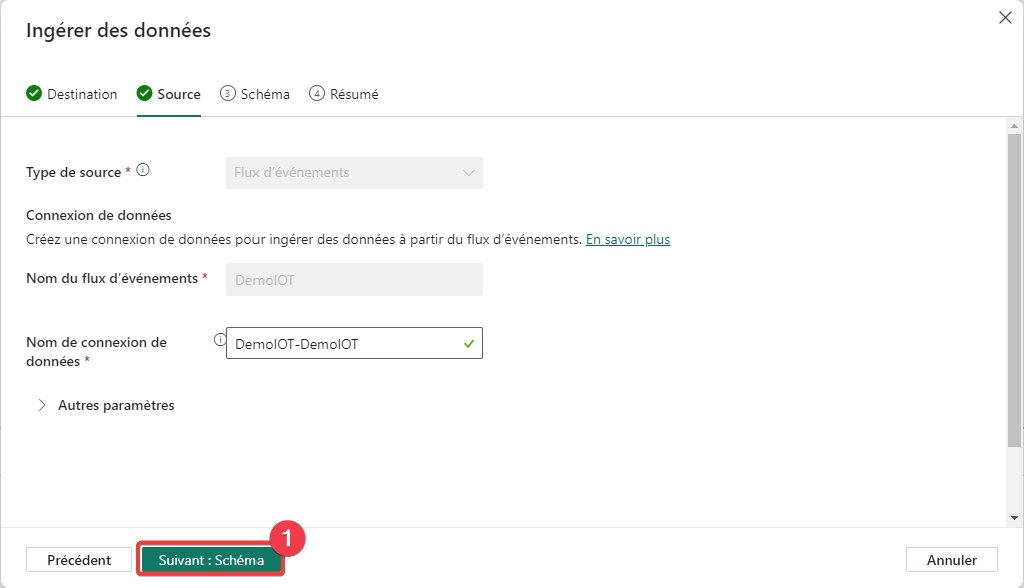 Ingérer des données
Destination
Source
3 Schéma
4 Résumé
Type de source *
Flux d’événements
Connexion de données
Créez une connexion de données pour ingérer des données à partir du flux d’événements. En savoir plus
Nom du flux d’événements *
DemoIOT
Nom de connexion de
données *
DemoIOT-DemoIOT
Autres paramètres
1
Précédent
Suivant : Schéma
Annuler